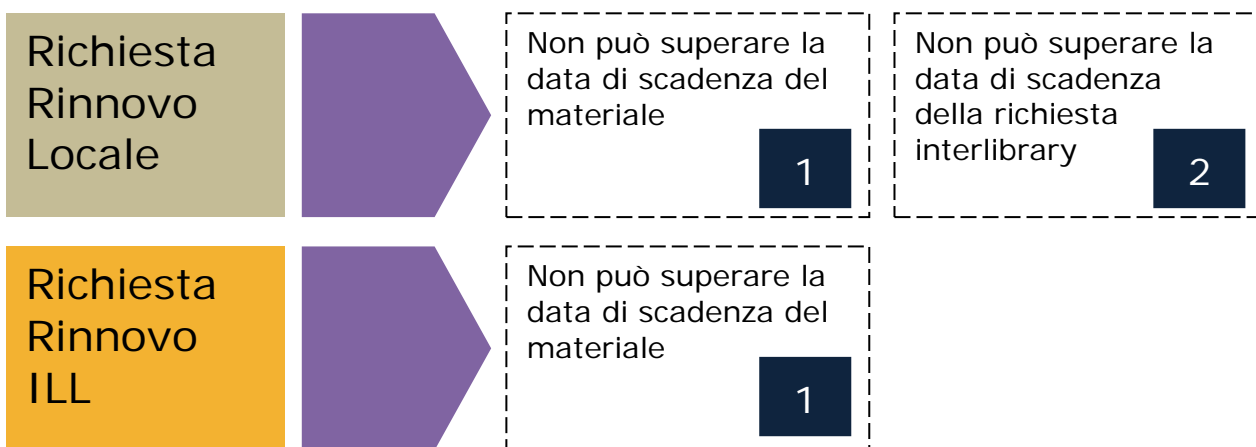 Richiesta
Rinnovo
Locale
Non può superare la
data di scadenza del
materiale
1
Non può superare la
data di scadenza
della richiesta
interlibrary
2
Richiesta
Rinnovo
ILL
Non può superare la
data di scadenza del
materiale
1